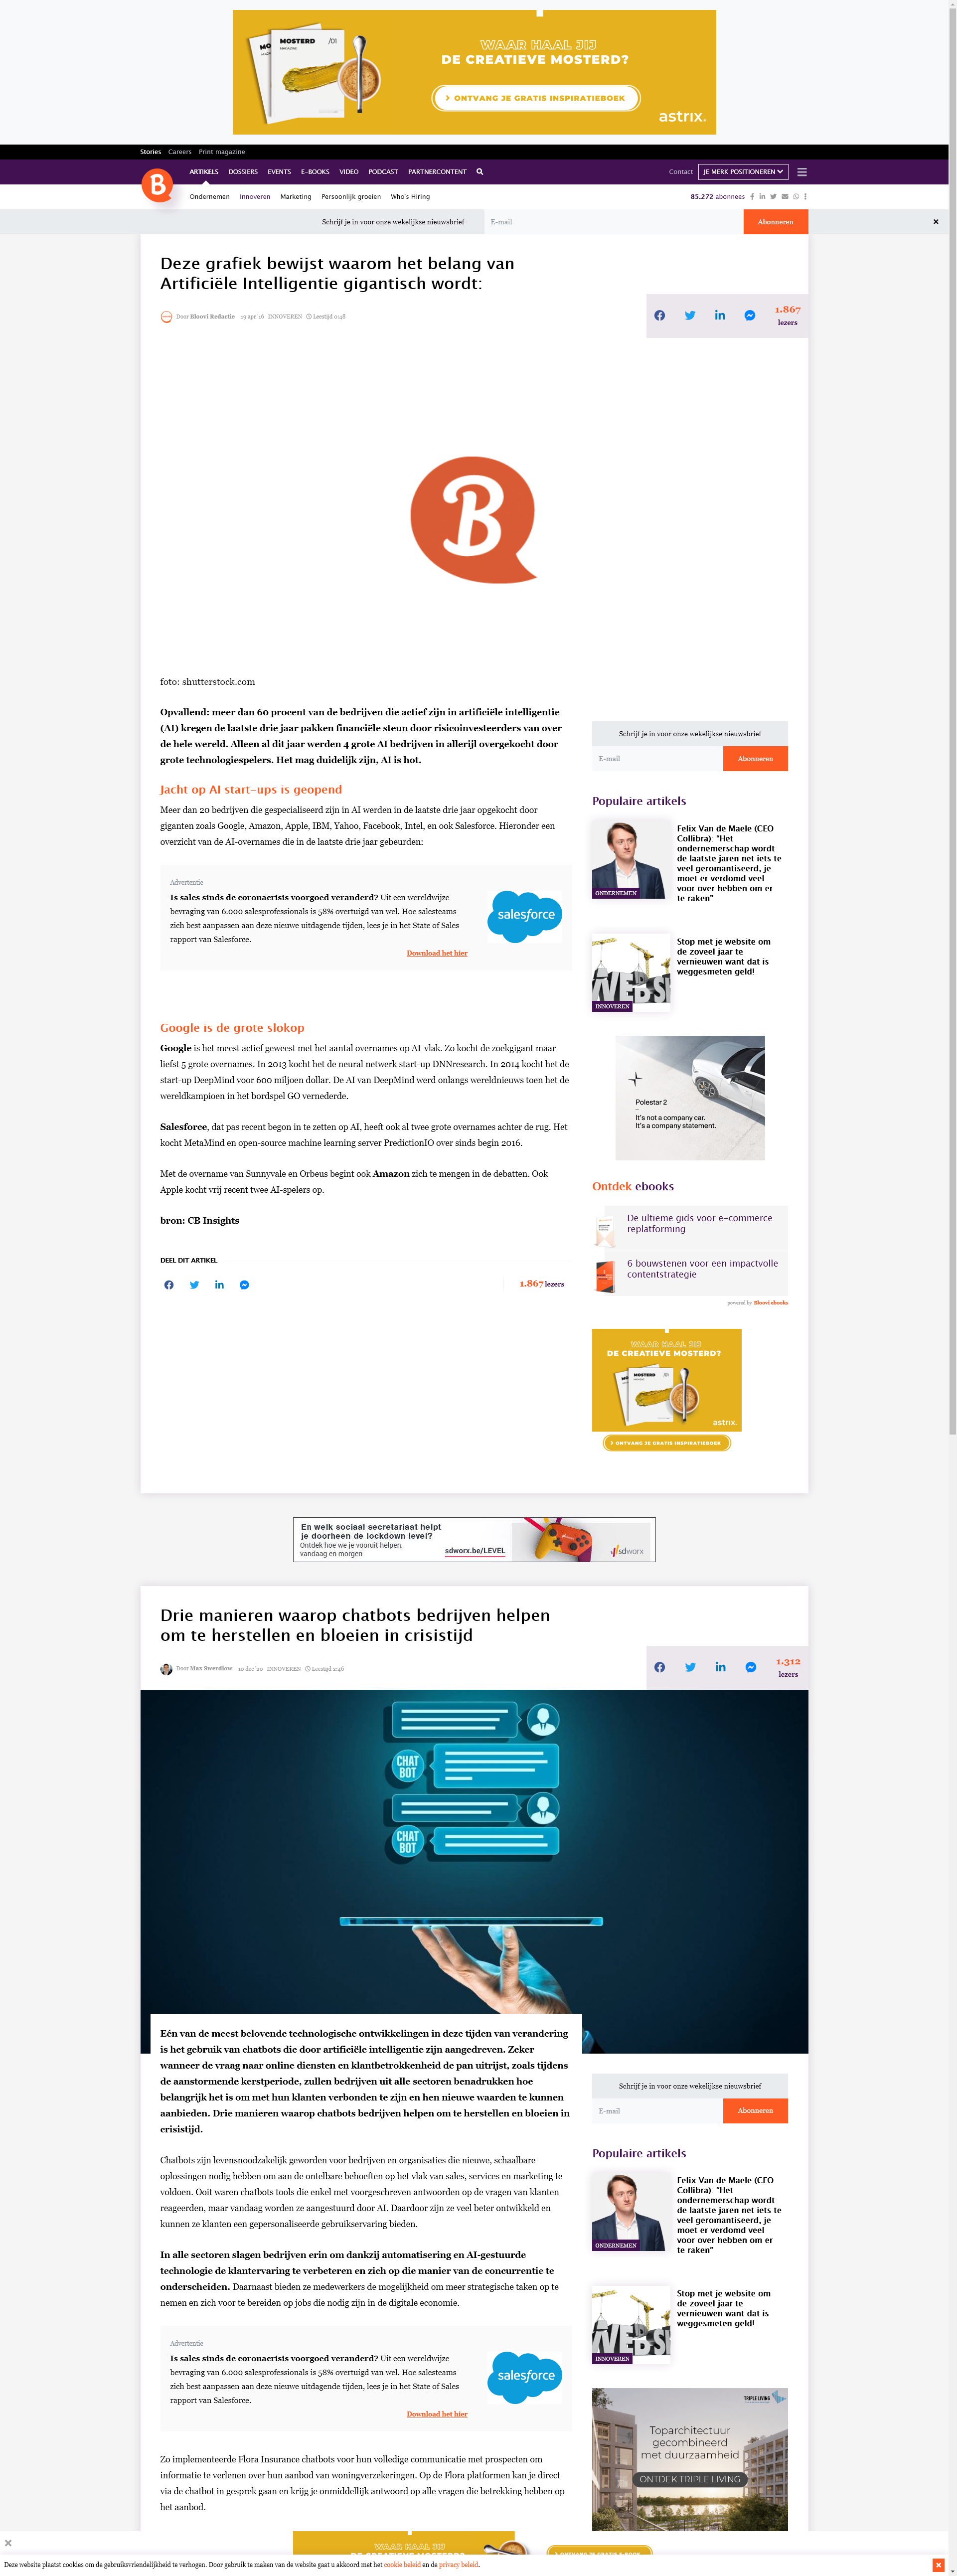 MOSTERD /01
MAGAZINE
WAAR HAAL JIJ
DE CREATIEVE MOSTERD?
ONTVANG JE GRATIS INSPIRATIEBOEK
astrix.
Stories Careers Print magazine
ARTIKELS DOSSIERS EVENTS E-BOOKS VIDEO PODCAST PARTNERCONTENT
Contact JE MERK POSITIONEREN
Ondernemen Innoveren Marketing Persoonlijk groeien Who's Hiring
85.272 abonnees
Schrijf je in voor onze wekelijkse nieuwsbrief E-mail Abonneren
Deze grafiek bewijst waarom het belang van
Artificiële Intelligentie gigantisch wordt:
Door Bloovi Redactie 19 apr '16 INNOVEREN Leestijd 0:48
1.867
lezers
B
foto: shutterstock.com
Opvallend: meer dan 60 procent van de bedrijven die actief zijn in artificiële intelligentie
(AI) kregen de laatste drie jaar pakken financiële steun door risicoinvesteerders van over
de hele wereld. Alleen al dit jaar werden 4 grote AI bedrijven in allerijl overgekocht door
grote technologiespelers. Het mag duidelijk zijn, AI is hot.
Jacht op AI start-ups is geopend
Meer dan 20 bedrijven die gespecialiseerd zijn in AI werden in de laatste drie jaar opgekocht door
giganten zoals Google, Amazon, Apple, IBM, Yahoo, Facebook, Intel, en ook Salesforce. Hieronder een
overzicht van de AI-overnames die in de laatste drie jaar gebeurden:
Advertentie
Is sales sinds de coronacrisis voorgoed veranderd? Uit een wereldwijze
bevraging van 6.000 salesprofessionals is 58% overtuigd van wel. Hoe salesteams
zich best aanpassen aan deze nieuwe uitdagende tijden, lees je in het State of Sales
rapport van Salesforce.
Download het hier
salesforce
Google is de grote slokop
Google is het meest actief geweest met het aantal overnames op AI-vlak. Zo kocht de zoekgigant maar
liefst 5 grote overnames. In 2013 kocht het de neural netwerk start-up DNNresearch. In 2014 kocht het de
start-up DeepMind voor 600 miljoen dollar. De AI van DeepMind werd onlangs wereldnieuws toen het de
wereldkampioen in het bordspel GO vernederde.
Salesforce, dat pas recent begon in te zetten op AI, heeft ook al twee grote overnames achter de rug. Het
kocht MetaMind en open-source machine learning server PredictionIO over sinds begin 2016.
Met de overname van Sunnyvale en Orbeus begint ook Amazon zich te mengen in de debatten. Ook
Apple kocht vrij recent twee AI-spelers op.
bron: CB Insights
DEEL DIT ARTIKEL
1.867 lezers
Schrijf je in voor onze wekelijkse nieuwsbrief
E-mail Abonneren
Populaire artikels
Felix Van de Maele (CEO
Collibra): "Het
ondernemerschap wordt
de laatste jaren net iets te
veel geromantiseerd, je
moet er verdomd veel
voor over hebben om er
te raken"
ONDERNEMEN
Stop met je website om
de zoveel jaar te
vernieuwen want dat is
weggesmeten geld!
INNOVEREN
Polestar 2
It's not a company car.
It's a company statement.
Ontdek ebooks
De ultieme gids voor e-commerce
replatforming
6 bouwstenen voor een impactvolle
contentstrategie
powered by Bloovi ebooks
WAAR HAAL JIJ
DE CREATIEVE MOSTERD?
MOSTERD
astrix.
ONTVANG JE GRATIS INSPIRATIEBOEK
En welk sociaal secretariaat helpt
je doorheen de lockdown level?
Ontdek hoe we je vooruit helpen,
vandaag en morgen
sdworx.be/LEVEL
sdworx
Drie manieren waarop chatbots bedrijven helpen
om te herstellen en bloeien in crisistijd
Door Max Swerdlow 10 dec '20 INNOVEREN Leestijd 2:46
1.312
lezers
CHAT
BOT
CHAT
BOT
Eén van de meest belovende technologische ontwikkelingen in deze tijden van verandering
is het gebruik van chatbots die door artificiële intelligentie zijn aangedreven. Zeker
wanneer de vraag naar online diensten en klantbetrokkenheid de pan uitrijst, zoals tijdens
de aanstormende kerstperiode, zullen bedrijven uit alle sectoren benadrukken hoe
belangrijk het is om met hun klanten verbonden te zijn en hen nieuwe waarden te kunnen
aanbieden. Drie manieren waarop chatbots bedrijven helpen om te herstellen en bloeien in
crisistijd.
Chatbots zijn levensnoodzakelijk geworden voor bedrijven en organisaties die nieuwe, schaalbare
oplossingen nodig hebben om aan de ontelbare behoeften op het vlak van sales, services en marketing te
voldoen. Ooit waren chatbots tools die enkel met voorgeschreven antwoorden op de vragen van klanten
reageerden, maar vandaag worden ze aangestuurd door AI. Daardoor zijn ze veel beter ontwikkeld en
kunnen ze klanten een gepersonaliseerde gebruikservaring bieden.
In alle sectoren slagen bedrijven erin om dankzij automatisering en AI-gestuurde
technologie de klantervaring te verbeteren en zich op die manier van de concurrentie te
onderscheiden. Daarnaast bieden ze medewerkers de mogelijkheid om meer strategische taken op te
nemen en zich voor te bereiden op jobs die nodig zijn in de digitale economie.
Advertentie
Is sales sinds de coronacrisis voorgoed veranderd? Uit een wereldwijze
bevraging van 6.000 salesprofessionals is 58% overtuigd van wel. Hoe salesteams
zich best aanpassen aan deze nieuwe uitdagende tijden, lees je in het State of Sales
rapport van Salesforce.
Download het hier
salesforce
Zo implementeerde Flora Insurance chatbots voor hun volledige communicatie met prospecten om
informatie te verlenen over hun aanbod van woningverzekeringen. Op de Flora platformen kan je direct
via de chatbot in gesprek gaan en krijg je onmiddellijk antwoord op alle vragen die betrekking hebben op
het aanbod.
Schrijf je in voor onze wekelijkse nieuwsbrief
E-mail Abonneren
Populaire artikels
Felix Van de Maele (CEO
Collibra): "Het
ondernemerschap wordt
de laatste jaren net iets te
veel geromantiseerd, je
moet er verdomd veel
voor over hebben om er
te raken"
ONDERNEMEN
Stop met je website om
de zoveel jaar te
vernieuwen want dat is
weggesmeten geld!
INNOVEREN
TRIPLE LIVING
Toparchitectuur
gecombineerd
met duurzaamheid
ONTDEK TRIPLE LIVING
WAAR HAAL JIJ
Deze website plaatst cookies om de gebruiksvriendelijkheid te verhogen. Door gebruik te maken van de website gaat u akkoord met het cookie beleid en de privacy beleid.